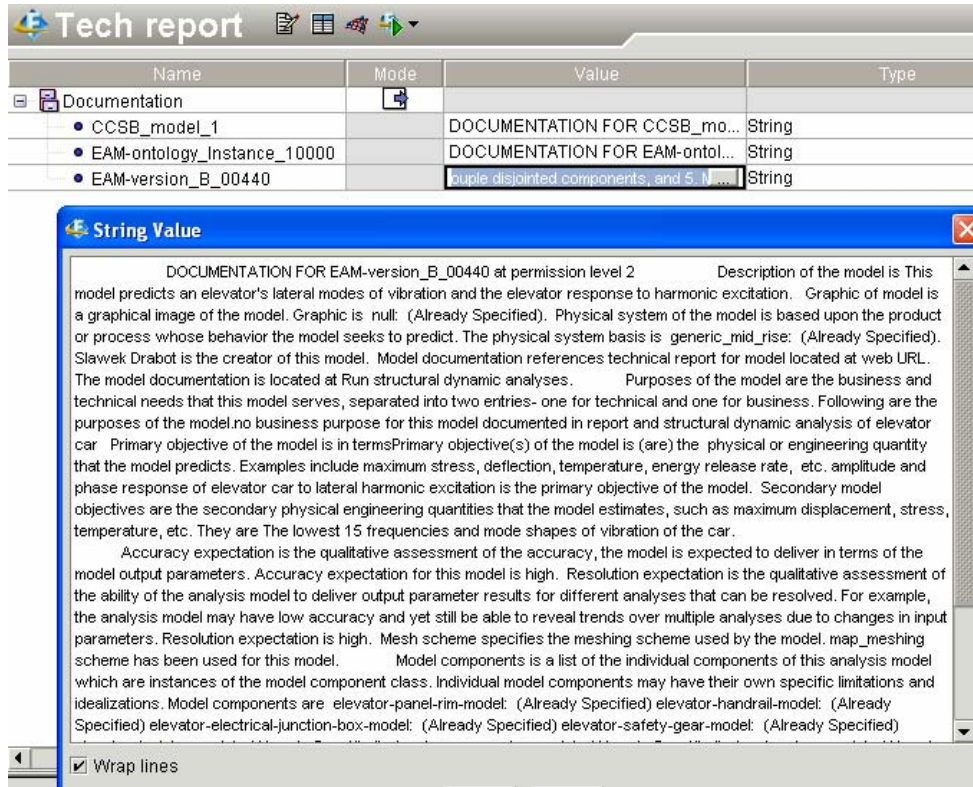 Tech report
Name Mode Value Type
Documentation
CCSB_model_1 DOCUMENTATION FOR CCSB_mo... String
EAM-ontology_Instance_10000 DOCUMENTATION FOR EAM-ontol... String
EAM-version_B_00440 ouple disjointed components, and 5. ... String
String Value
DOCUMENTATION FOR EAM-version_B_00440 at permission level 2 Description of the model is This
model predicts an elevator's lateral modes of vibration and the elevator response to harmonic excitation. Graphic of model is
a graphical image of the model. Graphic is null: (Already Specified). Physical system of the model is based upon the product
or process whose behavior the model seeks to predict. The physical system basis is generic_mid_rise: (Already Specified).
Slawek Drabot is the creator of this model. Model documentation references technical report for model located at web URL.
The model documentation is located at Run structural dynamic analyses. Purposes of the model are the business and
technical needs that this model serves, separated into two entries- one for technical and one for business. Following are the
purposes of the model.no business purpose for this model documented in report and structural dynamic analysis of elevator
car Primary objective of the model is in termsPrimary objective(s) of the model is (are) the physical or engineering quantity
that the model predicts. Examples include maximum stress, deflection, temperature, energy release rate, etc. amplitude and
phase response of elevator car to lateral harmonic excitation is the primary objective of the model. Secondary model
objectives are the secondary physical engineering quantities that the model estimates, such as maximum displacement, stress,
temperature, etc. They are The lowest 15 frequencies and mode shapes of vibration of the car.
Accuracy expectation is the qualitative assessment of the accuracy, the model is expected to deliver in terms of the
model output parameters. Accuracy expectation for this model is high. Resolution expectation is the qualitative assessment of
the ability of the analysis model to deliver output parameter results for different analyses that can be resolved. For example,
the analysis model may have low accuracy and yet still be able to reveal trends over multiple analyses due to changes in input
parameters. Resolution expectation is high. Mesh scheme specifies the meshing scheme used by the model. map_meshing
scheme has been used for this model. Model components is a list of the individual components of this analysis model
which are instances of the model component class. Individual model components may have their own specific limitations and
idealizations. Model components are elevator-panel-rim-model: (Already Specified) elevator-handrail-model: (Already
Specified) elevator-electrical-junction-box-model: (Already Specified) elevator-safety-gear-model: (Already Specified)
Wrap lines